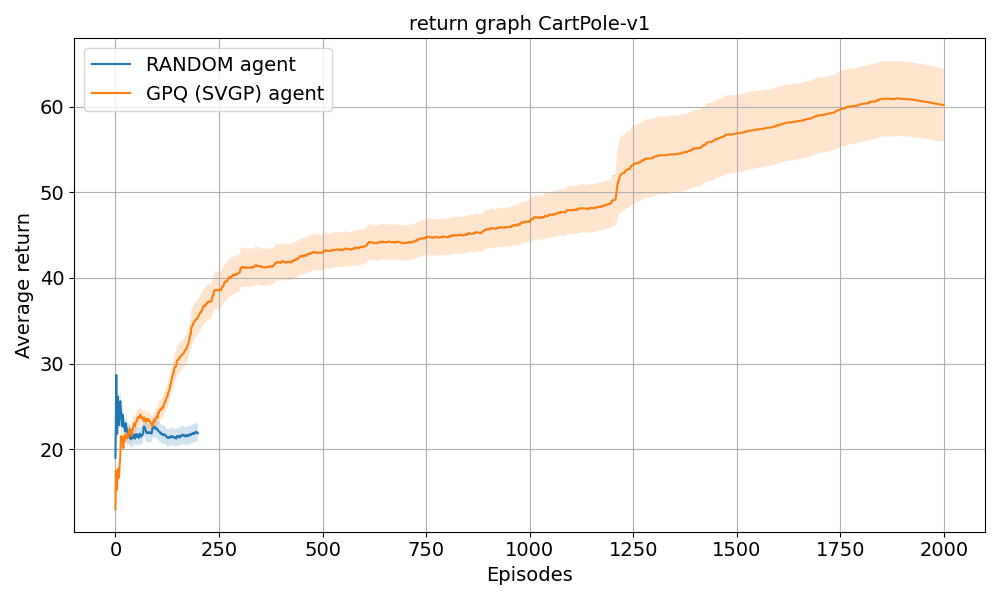 return graph CartPole-v1
RANDOM agent
GPQ (SVGP) agent
Average return
60
50
40
30
20
0 250 500 750 1000 1250 1500 1750 2000
Episodes